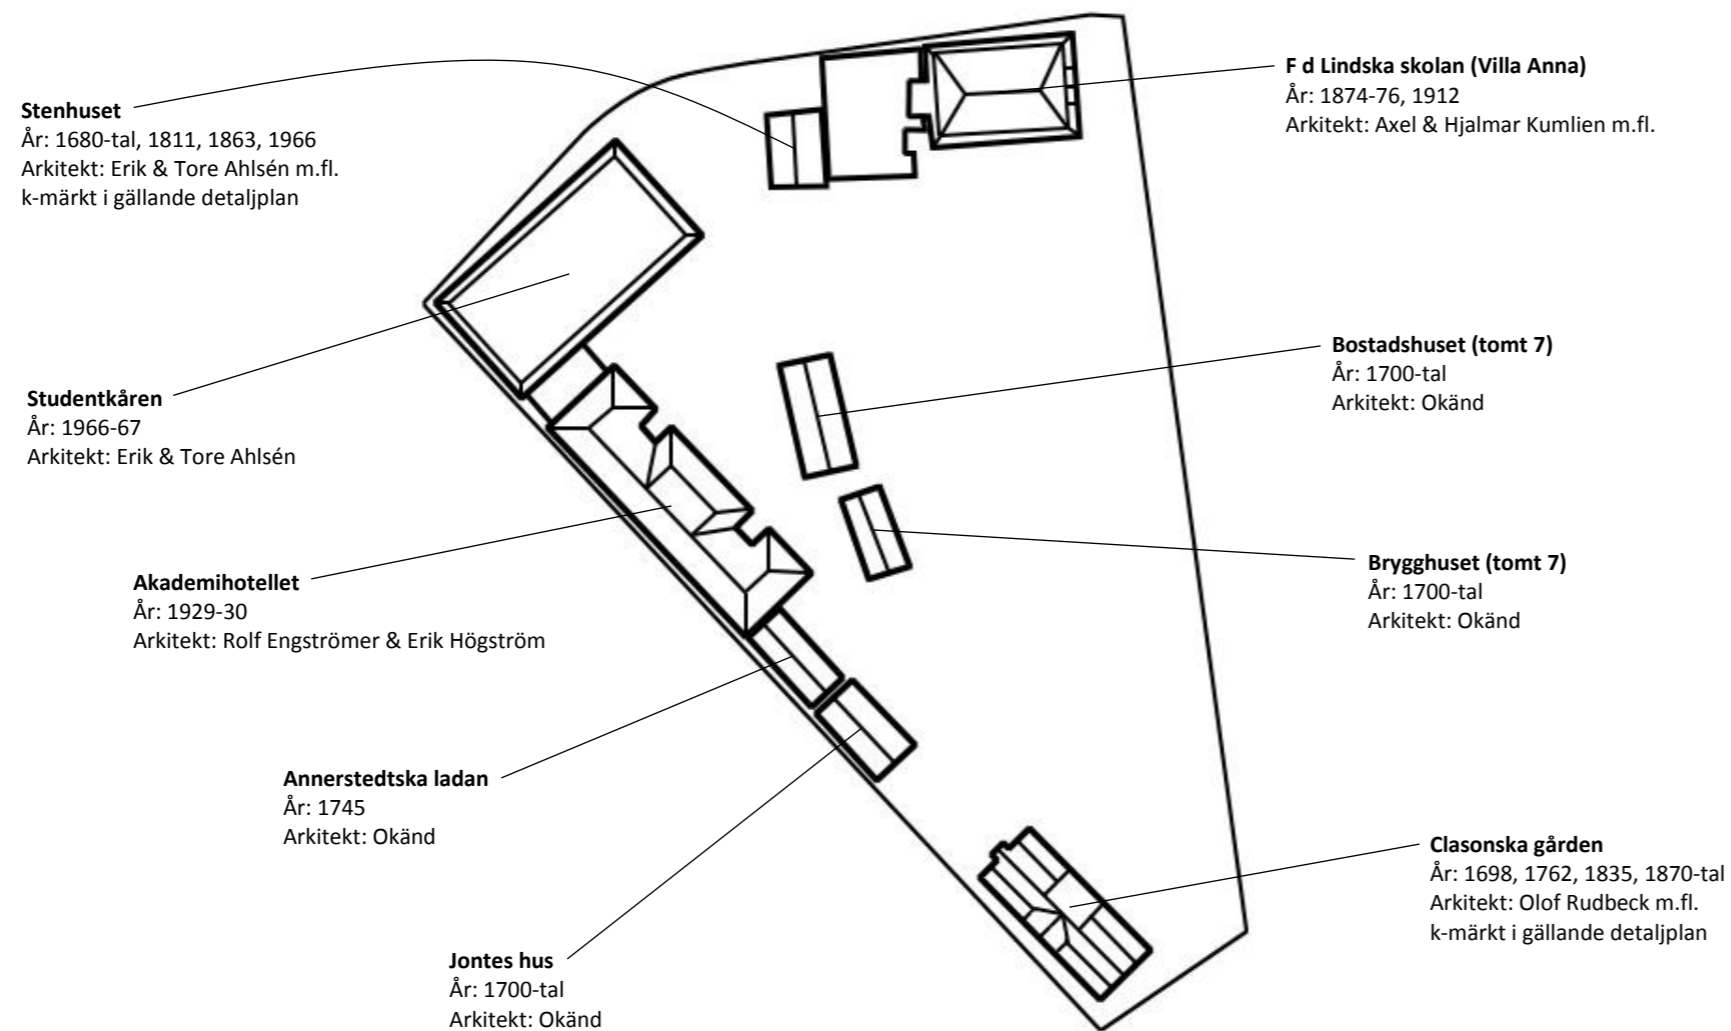 Stenhuset
År: 1680-tal, 1811, 1863, 1966
Arkitekt: Erik & Tore Ahlsén m.fl.
k-märkt i gällande detaljplan
F d Lindska skolan (Villa Anna)
År: 1874-76, 1912
Arkitekt: Axel & Hjalmar Kumlien m.fl.
Studentkåren
År: 1966-67
Arkitekt: Erik & Tore Ahlsén
Bostadshuset (tomt 7)
År: 1700-tal
Arkitekt: Okänd
Akademihotellet
År: 1929-30
Arkitekt: Rolf Engströmer & Erik Högström
Brygghuset (tomt 7)
År: 1700-tal
Arkitekt: Okänd
Annerstedtska ladan
År: 1745
Arkitekt: Okänd
Clasonska gården
År: 1698, 1762, 1835, 1870-tal
Arkitekt: Olof Rudbeck m.fl.
k-märkt i gällande detaljplan
Jontes hus
År: 1700-tal
Arkitekt: Okänd